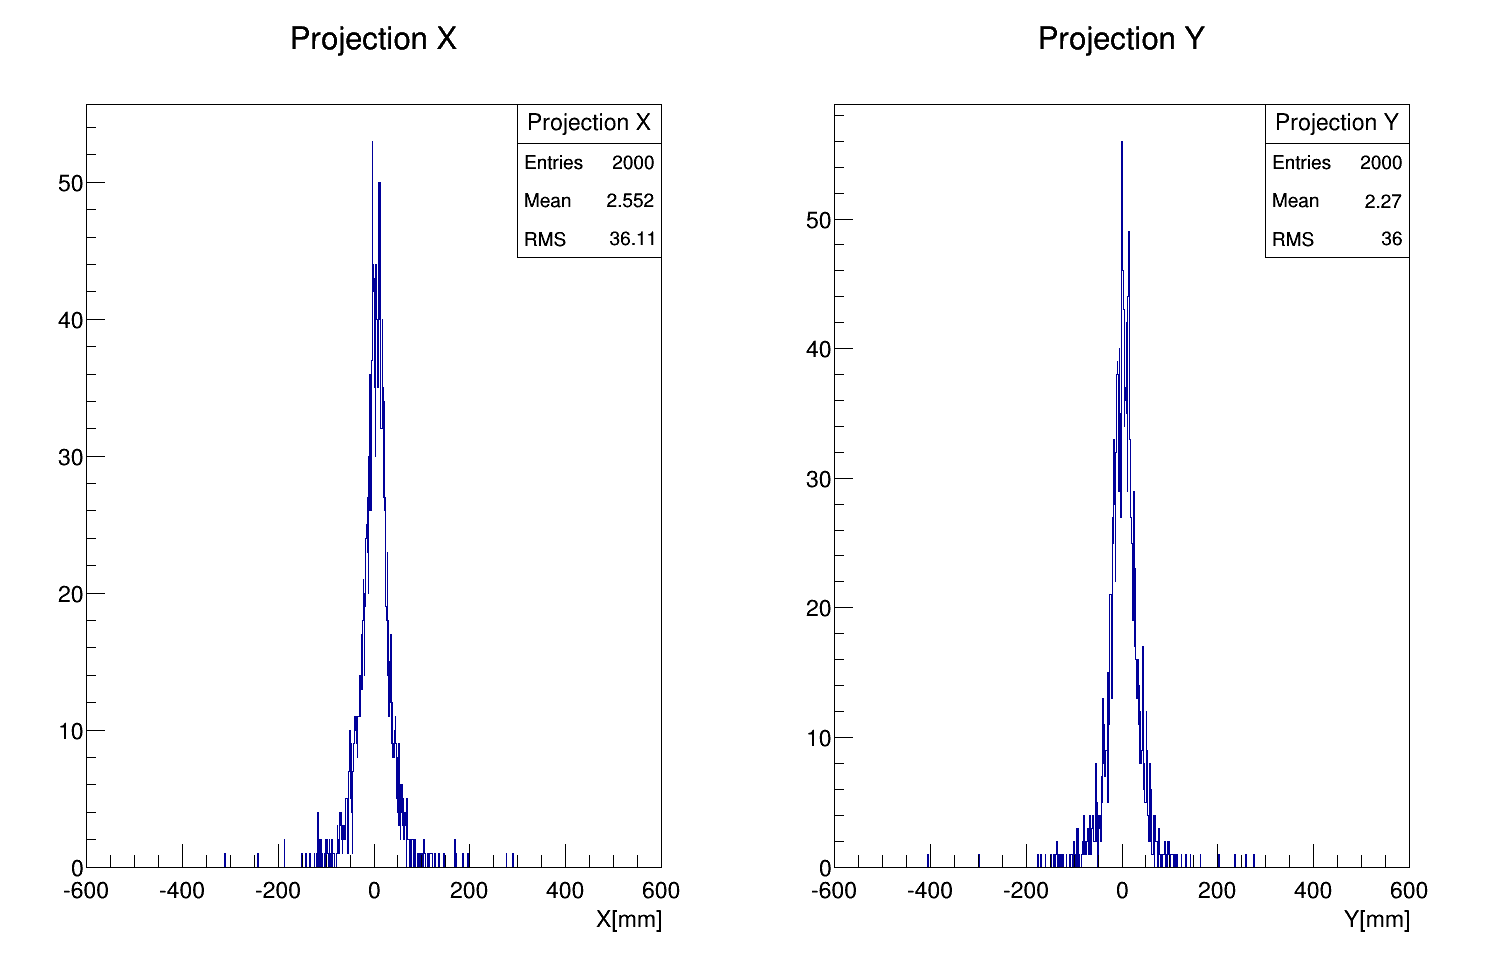 Projection X
Projection X
Entries 2000
Mean 2.552
RMS 36.11
50
40
30
20
10
0
-600 -400 -200 0 200 400 600
X[mm]
Projection Y
Projection Y
Entries 2000
Mean 2.27
RMS 36
50
40
30
20
10
0
-600 -400 -200 0 200 400 600
Y[mm]